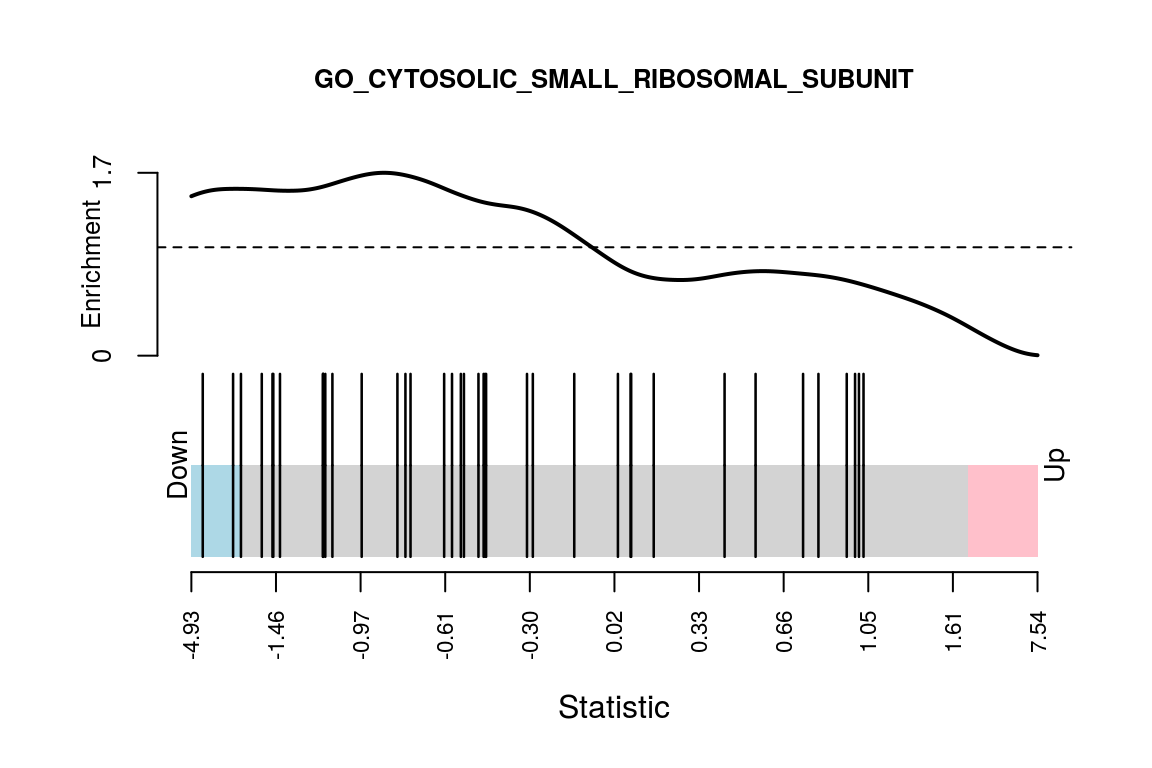 GO_CYTOSOLIC_SMALL_RIBOSOMAL_SUBUNIT
Enrichment
1.7
0
Down
Up
-4.93 -1.46 -0.97 -0.61 -0.30 0.02 0.33 0.66 1.05 1.61 7.54
Statistic